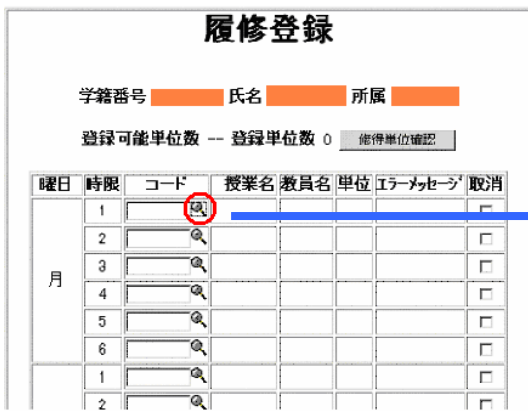 履修登録
学籍番号 氏名 所属
登録可能単位数 -- 登録単位数 0 修得単位確認
曜日 時限 コード 授業名 教員名 単位 エラーメッセージ 取消
月
1
2
3
4
5
6
1
2